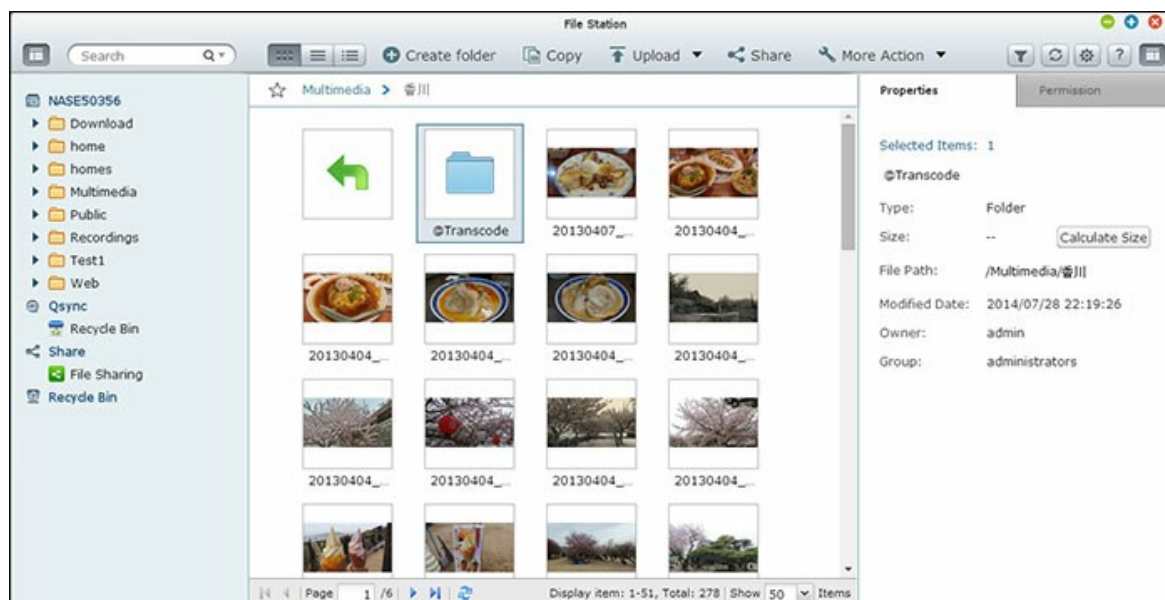 File Station
Search
Create folder
Copy
Upload
Share
More Action
?
NASE50356
Download
home
homes
Multimedia
Public
Recordings
Test1
Web
Qsync
Recycle Bin
Share
File Sharing
Recycle Bin
Multimedia > 香川
@Transcode 20130407_... 20130404_...
20130404_... 20130404_... 20130404_... 20130404_...
20130404_... 20130404_... 20130404_... 20130404_...
Page 1 /6 Display item: 1-51, Total: 278 Show 50 Items
Properties Permission
Selected Items: 1
@Transcode
Type: Folder
Size: -- Calculate Size
File Path: /Multimedia/香川
Modified Date: 2014/07/28 22:19:26
Owner: admin
Group: administrators